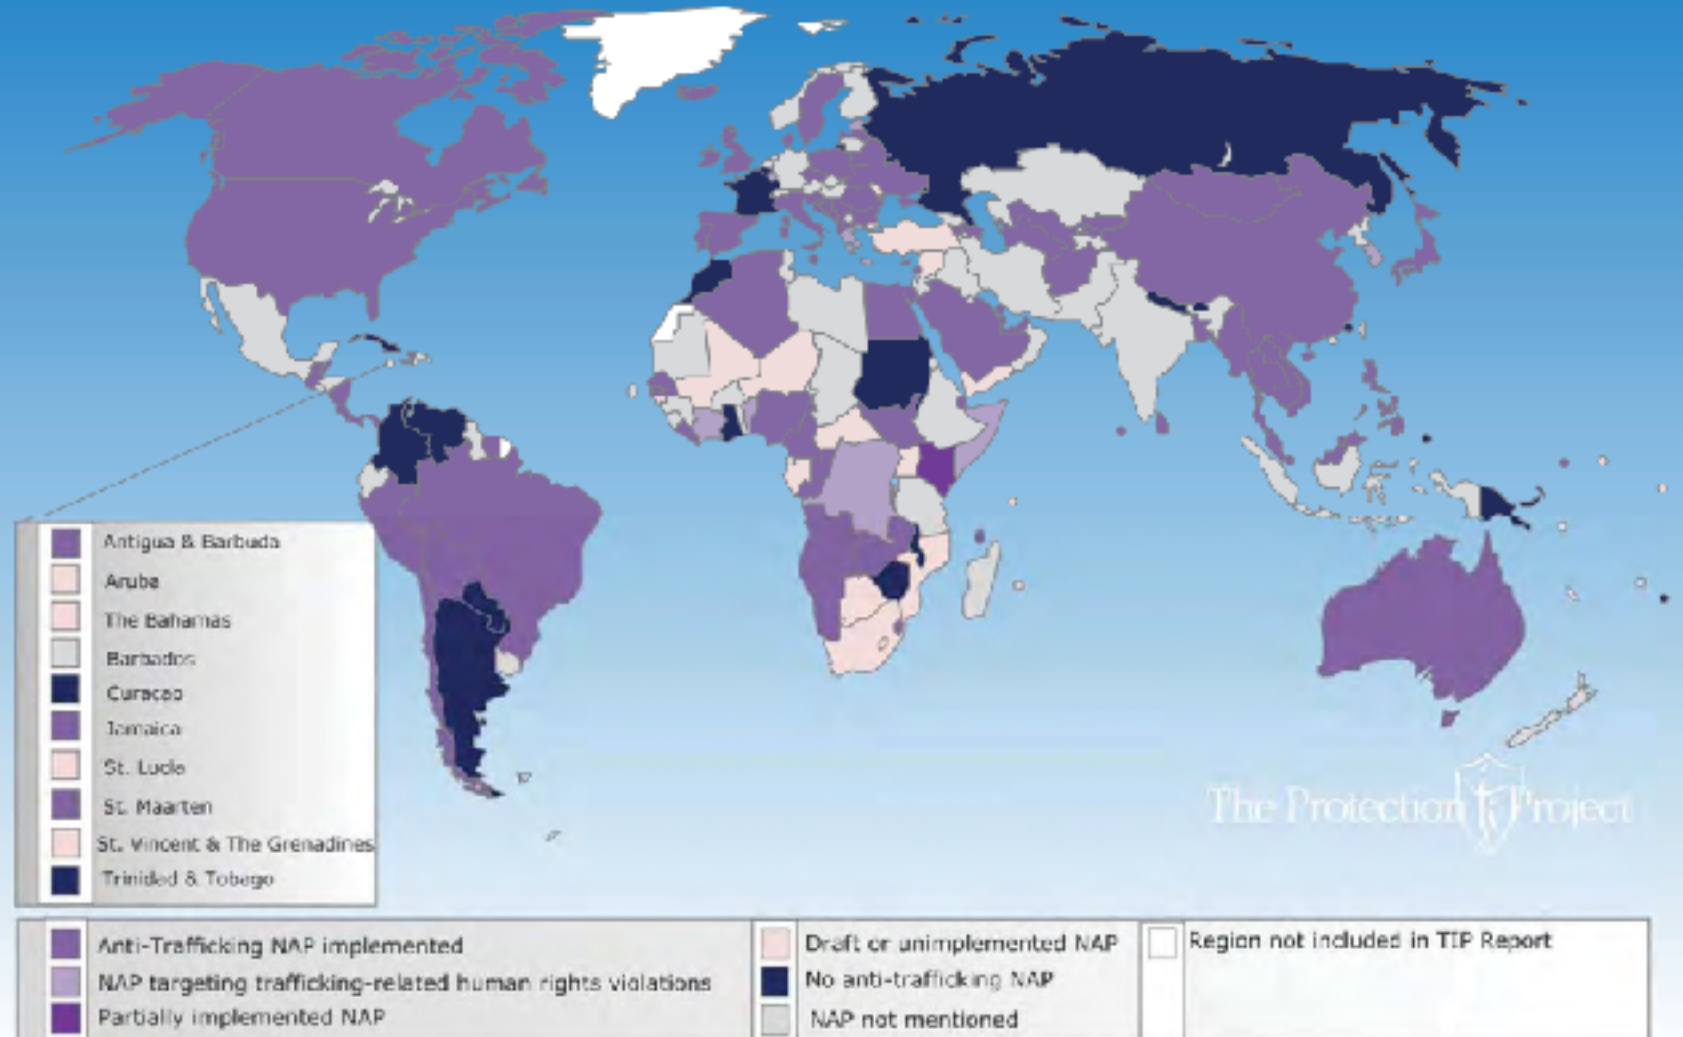 Antigua & Barbuda
Aruba
The Bahamas
Barbados
Curacao
Jamaica
St. Lucia
St. Maarten
St. Vincent & The Grenadines
Trinidad & Tobago
The Protection Project
Anti-Trafficking NAP implemented
NAP targeting trafficking-related human rights violations
Partially implemented NAP
Draft or unimplemented NAP
No anti-trafficking NAP
NAP not mentioned
Region not included in TIP Report